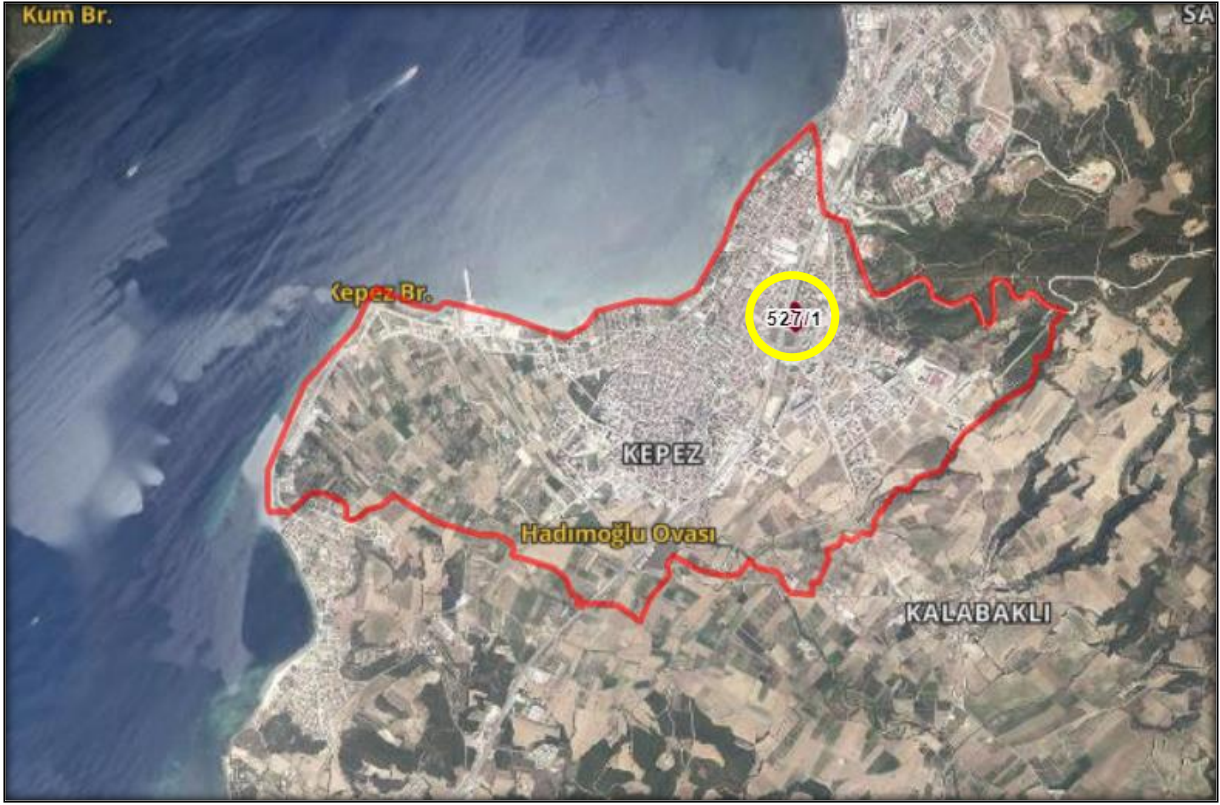 Kum Br.
SA
Kepez Br.
527/1
KEPEZ
Hadımoğlu Ovası
KALABAKLI